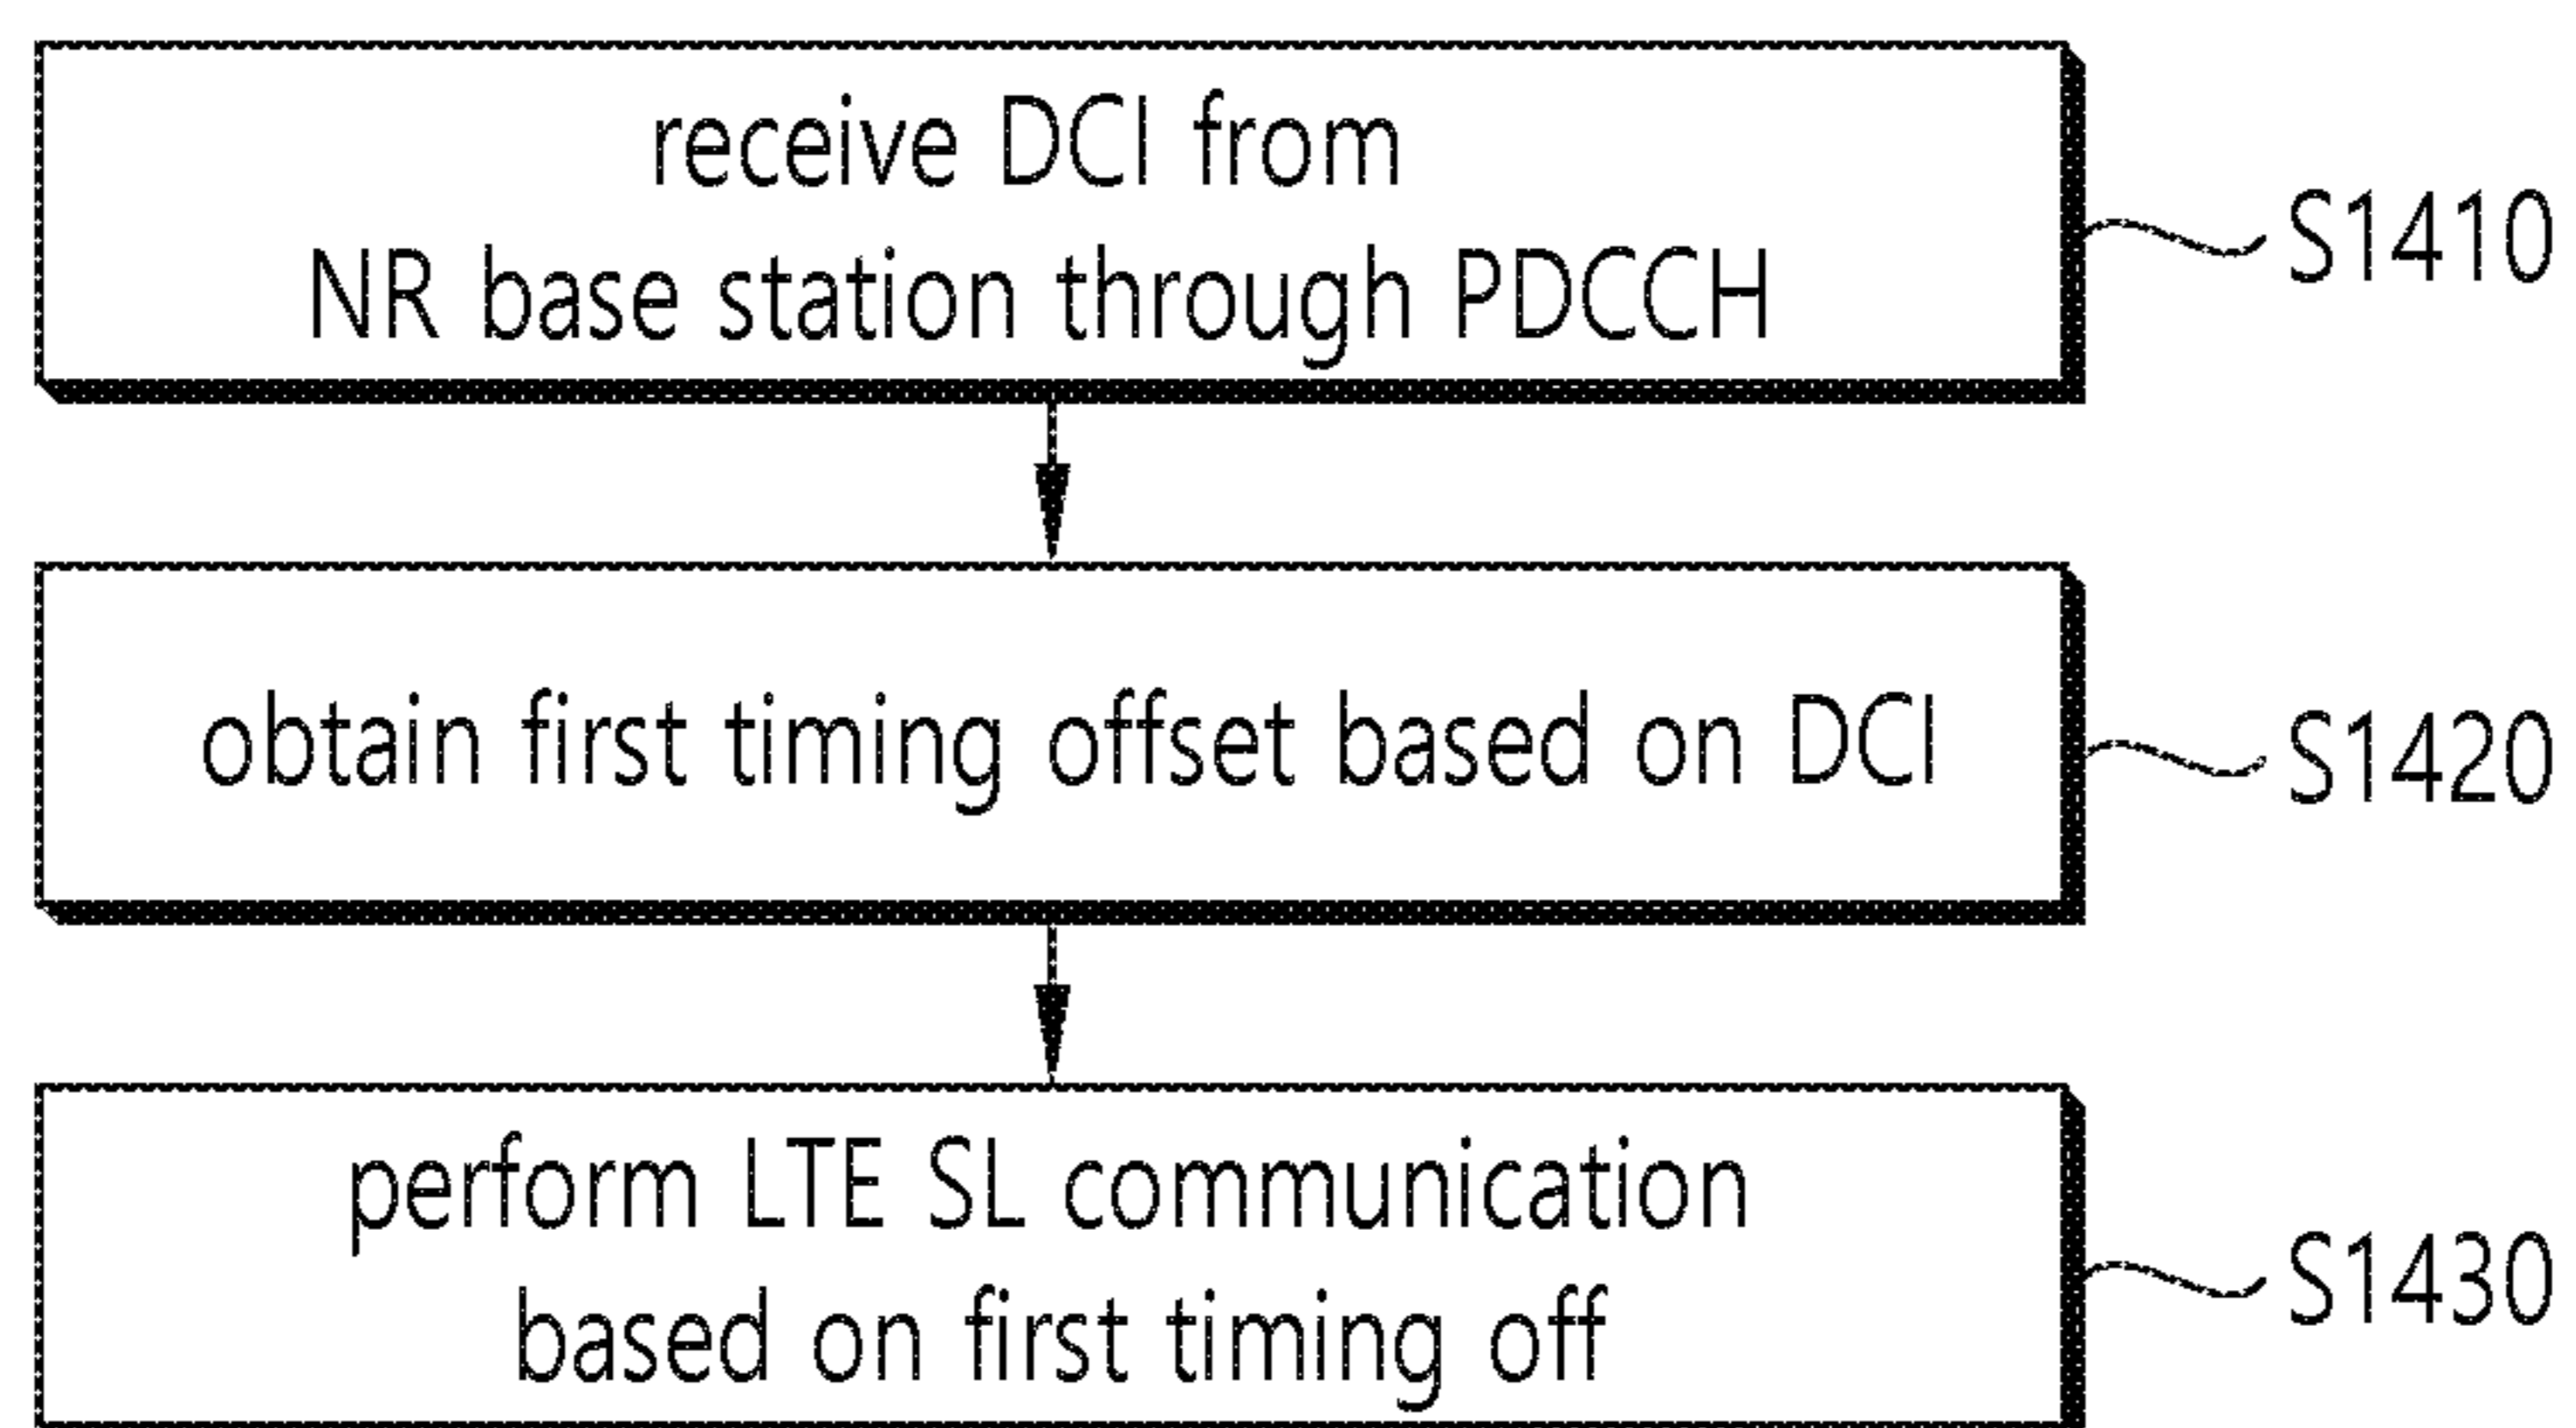 receive DCI from
NR base station through PDCCH
S1410
obtain first timing offset based on DCI
S1420
perform LTE SL communication
based on first timing off
S1430